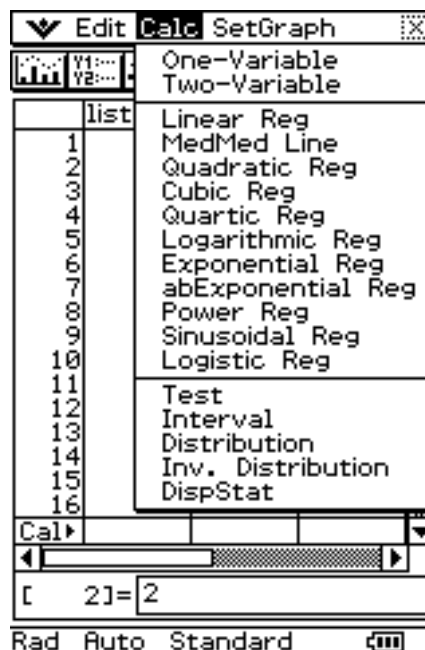 Edit Calc SetGraph
Y1:··· Y2:···
One-Variable
Two-Variable
list
Linear Reg
MedMed Line
Quadratic Reg
Cubic Reg
Quartic Reg
Logarithmic Reg
Exponential Reg
abExponential Reg
Power Reg
Sinusoidal Reg
Logistic Reg
Test
Interval
Distribution
Inv. Distribution
DispStat
1
2
3
4
5
6
7
8
9
10
11
12
13
14
15
16
Cal▸
[ 2]= 2
Rad Auto Standard